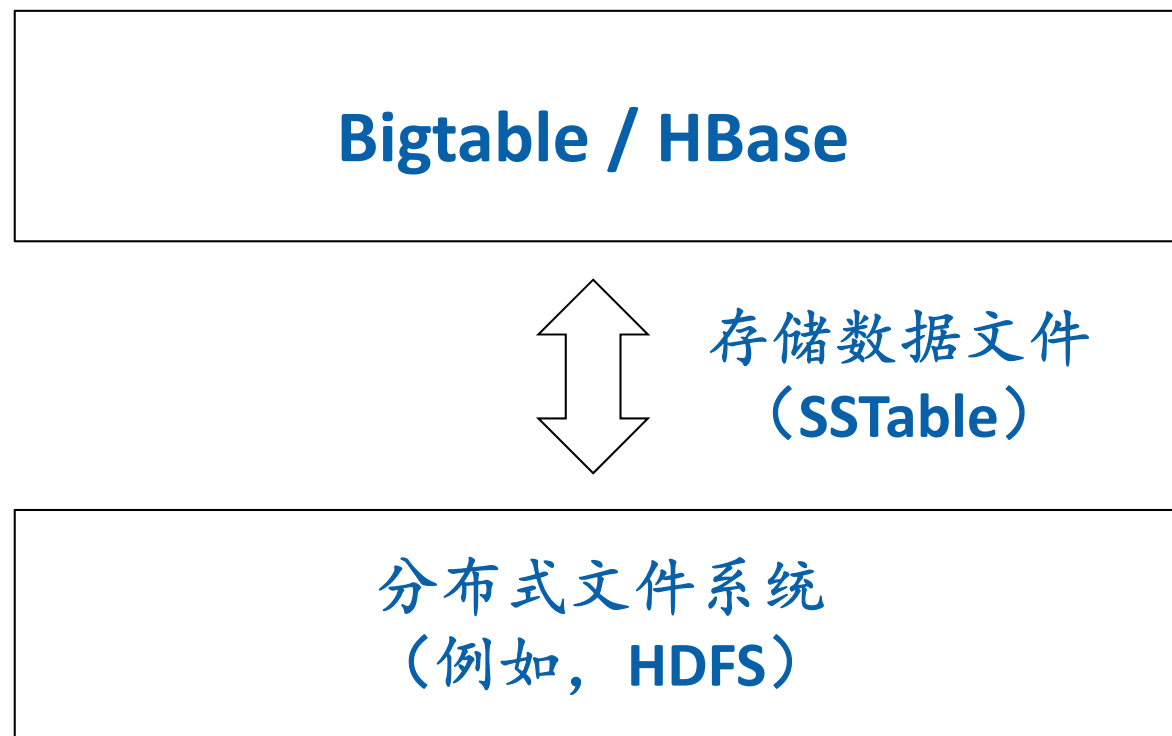 Bigtable / HBase
存储数据文件
（SSTable）
分布式文件系统
（例如，HDFS）